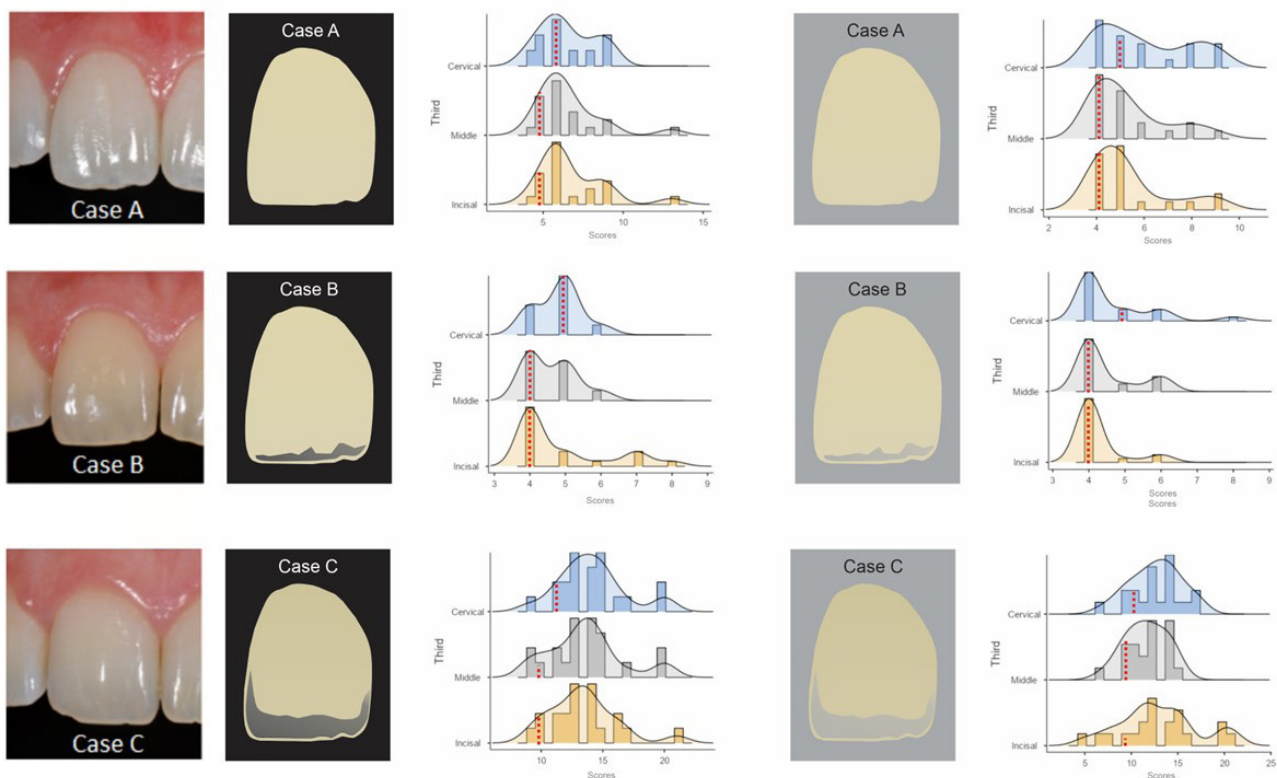 Case A
Case A
Third
Cervical
Middle
Incisal
5
10
15
Scores
Case A
Third
Cervical
Middle
Incisal
2
4
6
8
10
Scores
Case B
Case B
Third
Cervical
Middle
Incisal
3
4
5
6
7
8
9
Scores
Case B
Third
Cervical
Middle
Incisal
3
4
5
6
7
8
9
Scores
Scores
Case C
Case C
Third
Cervical
Middle
Incisal
10
15
20
Scores
Case C
Third
Cervical
Middle
Incisal
5
10
15
20
25
Scores